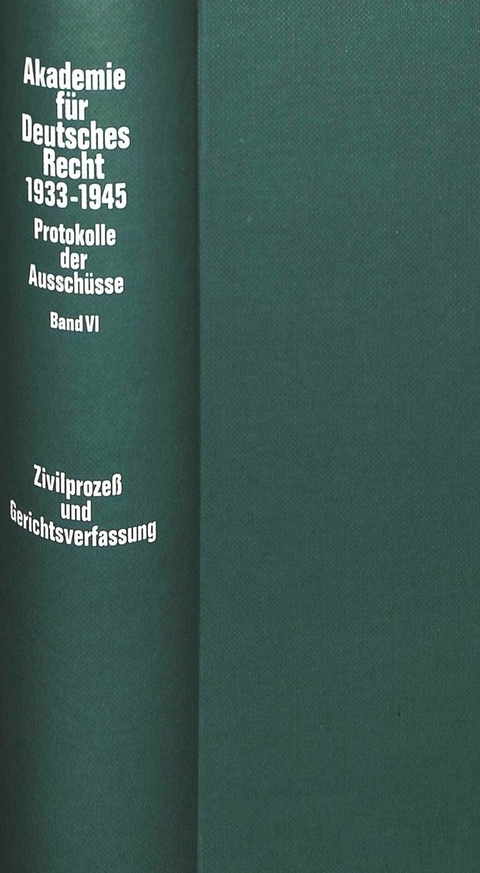 Akademie
für
Deutsches
Recht
1933-1945
Protokolle
der
Ausschüsse
Band VI
Zivilprozeß
und
Gerichtsverfassung